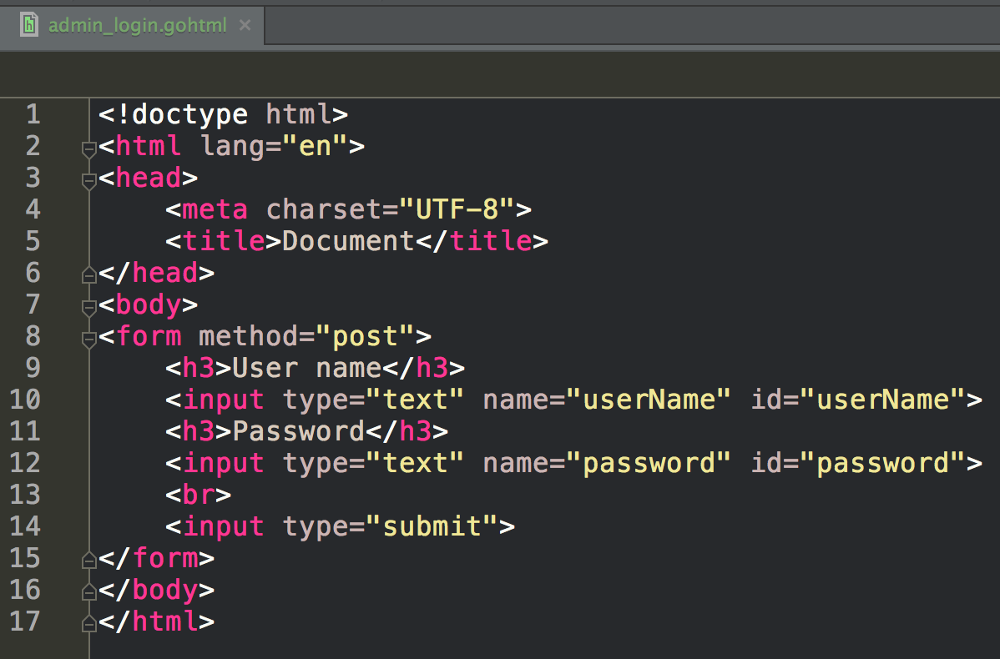 admin_login.gohtml ×
1 <!doctype html>
2 <html lang="en">
3 <head>
4     <meta charset="UTF-8">
5     <title>Document</title>
6 </head>
7 <body>
8 <form method="post">
9     <h3>User name</h3>
10     <input type="text" name="userName" id="userName">
11     <h3>Password</h3>
12     <input type="text" name="password" id="password">
13     <br>
14     <input type="submit">
15 </form>
16 </body>
17 </html>